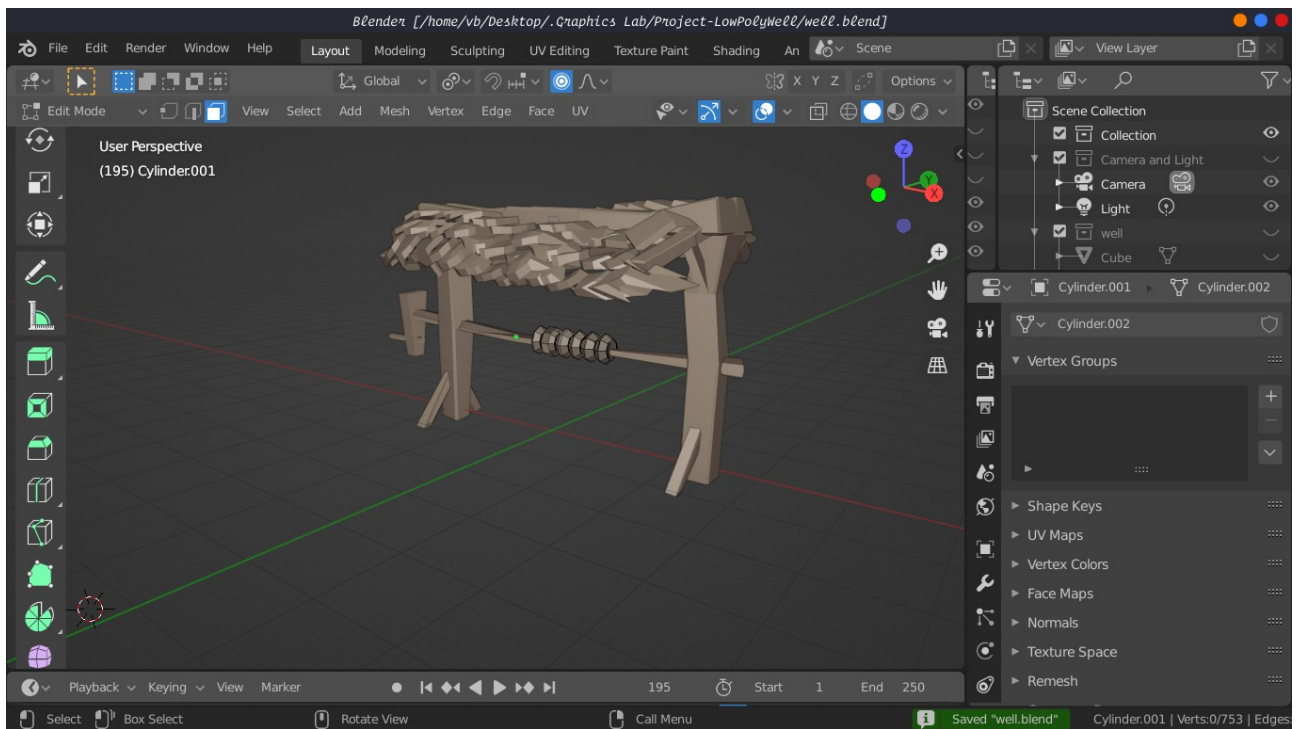 Blender [/home/vb/Desktop/.Graphics Lab/Project-LowPolyWell/well.blend]
File Edit Render Window Help Layout Modeling Sculpting UV Editing Texture Paint Shading An Scene View Layer
Global X Y Z Options
Edit Mode View Select Add Mesh Vertex Edge Face UV
User Perspective
(195) Cylinder.001
Z
Y
X
Scene Collection
Collection
Camera and Light
Camera
Light
well
Cube
Cylinder.001 Cylinder.002
Cylinder.002
Vertex Groups
Shape Keys
UV Maps
Vertex Colors
Face Maps
Normals
Texture Space
Remesh
Playback Keying View Marker 195 Start 1 End 250
Select Box Select Rotate View Call Menu Saved "well.blend" Cylinder.001 | Verts:0/753 | Edges: